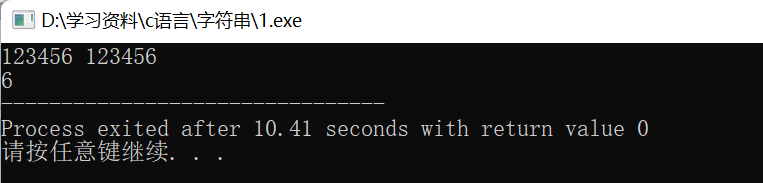 D:\学习资料\c语言\字符串\1.exe
123456 123456
6
--------------------------------
Process exited after 10.41 seconds with return value 0
请按任意键继续. . .